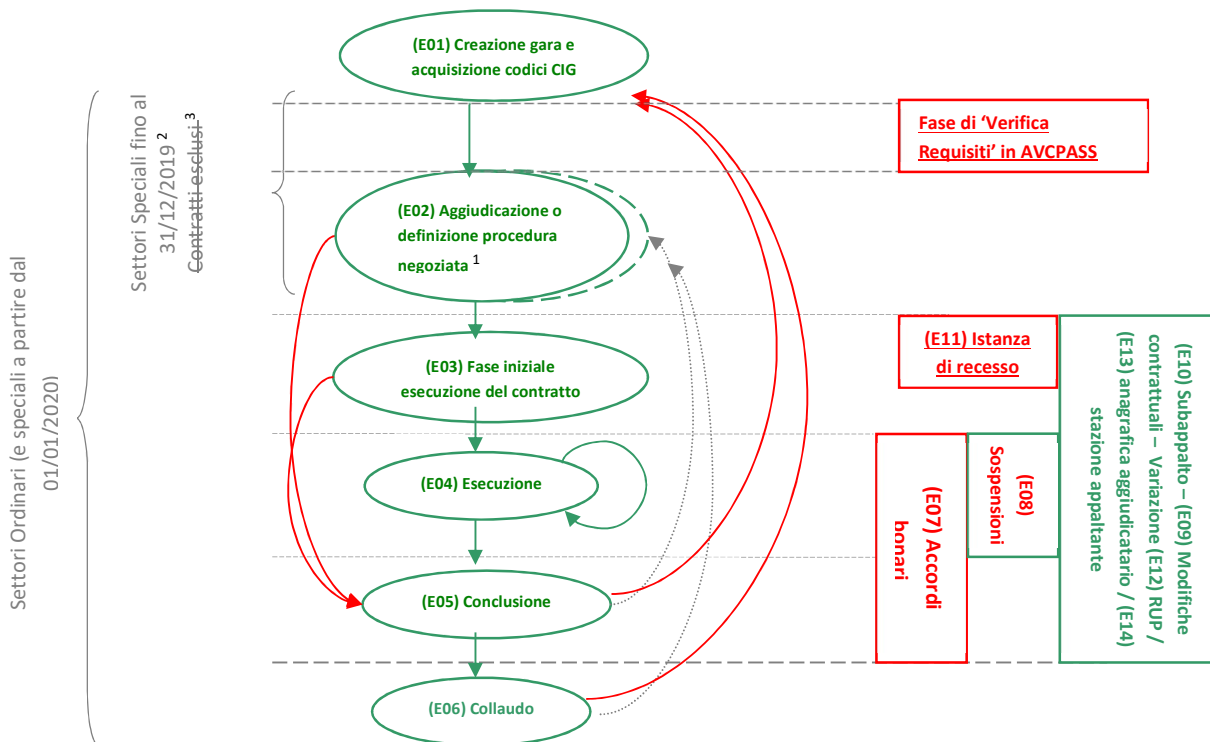 (E01) Creazione gara e
acquisizione codici CIG
Settori Ordinari (e speciali a partire dal
01/01/2020)
Settori Speciali fino al
31/12/2019 2
Contratti esclusi 3
Fase di ‘Verifica
Requisiti’ in AVCPASS
(E02) Aggiudicazione o
definizione procedura
negoziata 1
(E03) Fase iniziale
esecuzione del contratto
(E11) Istanza
di recesso
(E10) Subappalto – (E09) Modifiche
contrattuali – Variazione (E12) RUP /
(E13) anagrafica aggiudicatario / (E14)
stazione appaltante
(E08)
Sospensioni
(E07) Accordi
bonari
(E04) Esecuzione
(E05) Conclusione
(E06) Collaudo